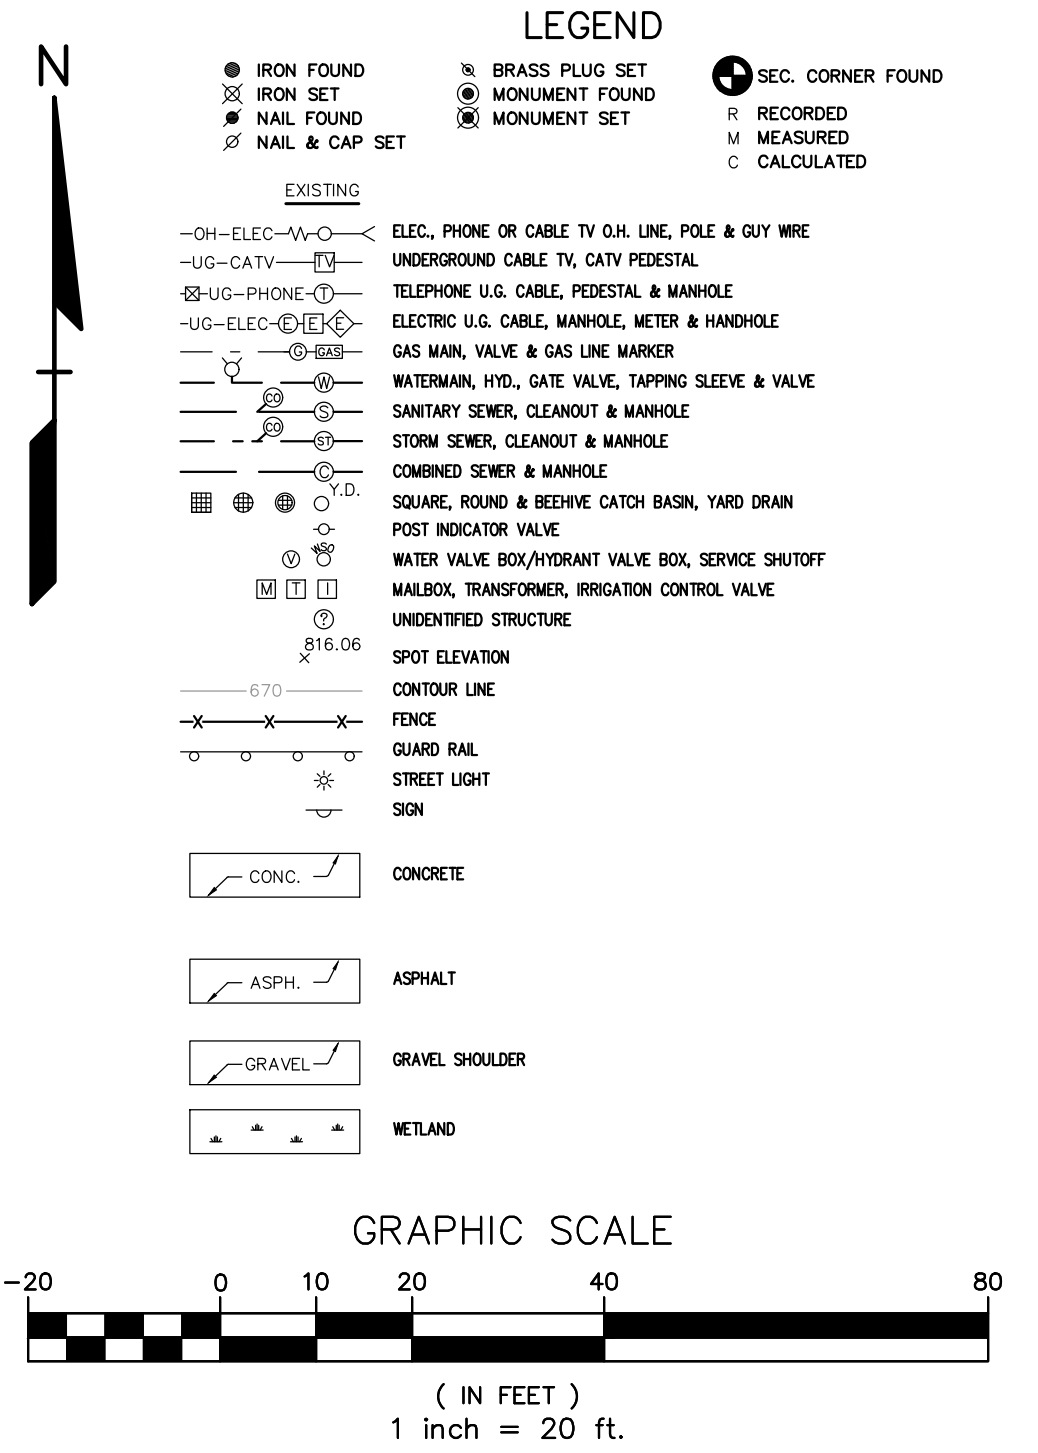 LEGEND
N
IRON FOUND
IRON SET
NAIL FOUND
NAIL & CAP SET
BRASS PLUG SET
MONUMENT FOUND
MONUMENT SET
SEC. CORNER FOUND
R RECORDED
M MEASURED
C CALCULATED
EXISTING
OH-ELEC ELEC., PHONE OR CABLE TV O.H. LINE, POLE & GUY WIRE
UG-CATV TV UNDERGROUND CABLE TV, CATV PEDESTAL
UG-PHONE T TELEPHONE U.G. CABLE, PEDESTAL & MANHOLE
UG-ELEC E E E ELECTRIC U.G. CABLE, MANHOLE, METER & HANDHOLE
G GAS GAS MAIN, VALVE & GAS LINE MARKER
W WATERMAIN, HYD., GATE VALVE, TAPPING SLEEVE & VALVE
CO S SANITARY SEWER, CLEANOUT & MANHOLE
CO ST STORM SEWER, CLEANOUT & MANHOLE
C COMBINED SEWER & MANHOLE
Y.D. SQUARE, ROUND & BEEHIVE CATCH BASIN, YARD DRAIN
POST INDICATOR VALVE
V WSO WATER VALVE BOX/HYDRANT VALVE BOX, SERVICE SHUTOFF
M T I MAILBOX, TRANSFORMER, IRRIGATION CONTROL VALVE
? UNIDENTIFIED STRUCTURE
816.06 SPOT ELEVATION
670 CONTOUR LINE
FENCE
GUARD RAIL
STREET LIGHT
SIGN
CONC. CONCRETE
ASPH. ASPHALT
GRAVEL GRAVEL SHOULDER
WETLAND
GRAPHIC SCALE
-20 0 10 20 40 80
( IN FEET )
1 inch = 20 ft.